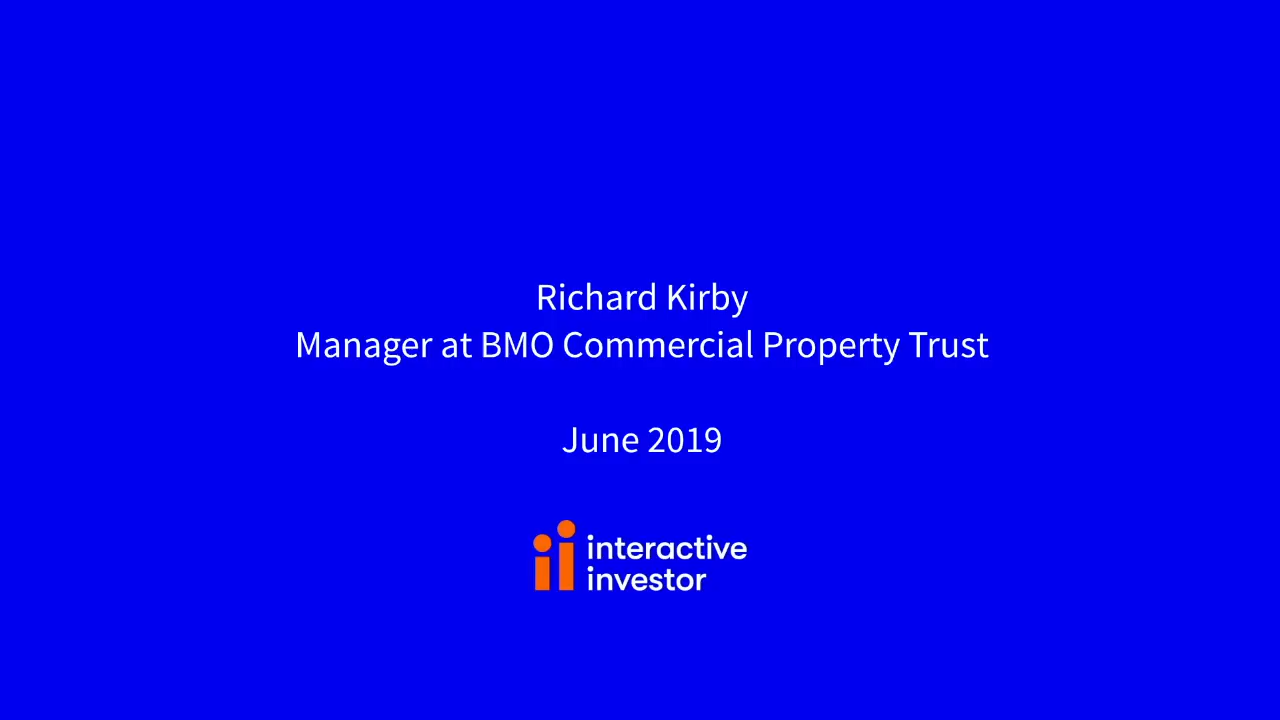 Richard Kirby
Manager at BMO Commercial Property Trust
June 2019
interactive
investor